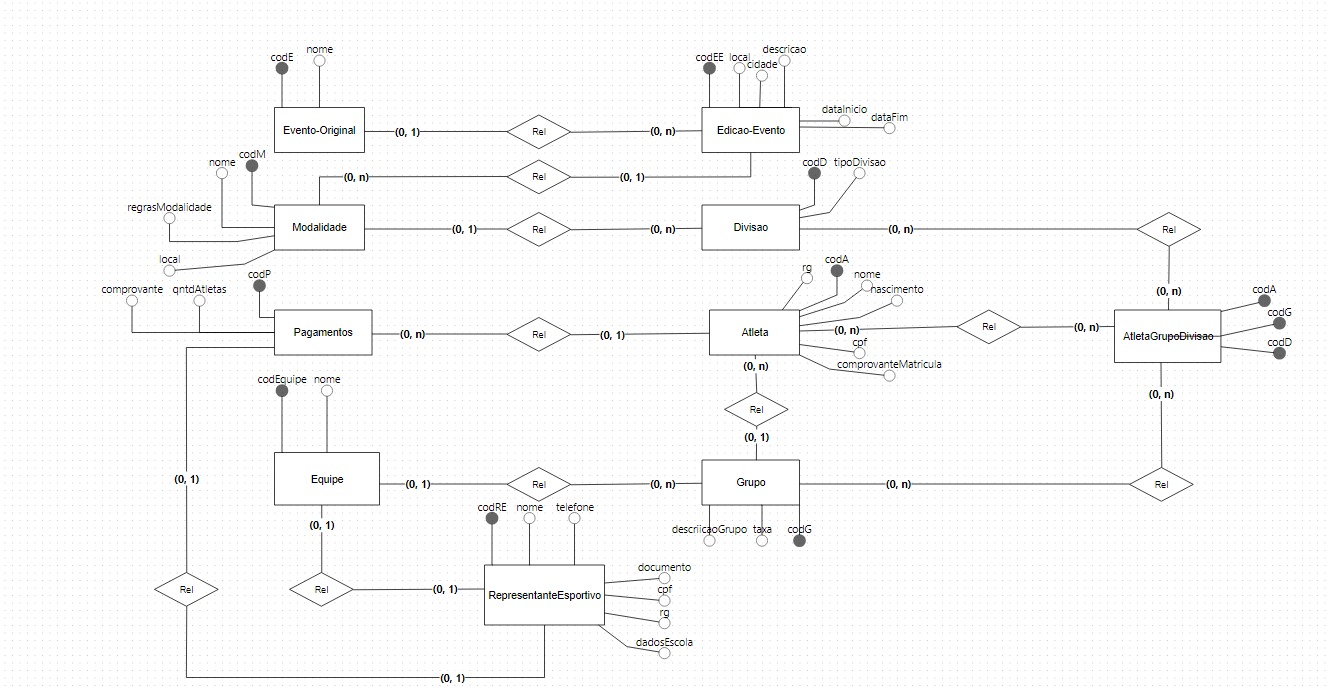 codE
nome
Evento-Original
(0, 1)
Rel
(0, n)
codEE
local
cidade
descricao
Edicao-Evento
dataInicio
dataFim
nome
codM
(0, n)
Rel
(0, 1)
codD
tipoDivisao
regrasModalidade
Modalidade
(0, 1)
Rel
(0, n)
Divisao
(0, n)
Rel
local
codP
comprovante
qntdAtletas
rg
codA
nome
nascimento
(0, n)
codA
codG
codD
Pagamentos
(0, n)
Rel
(0, 1)
Atleta
(0, n)
Rel
(0, n)
AtletaGrupoDivisao
cpf
comprovanteMatricula
(0, n)
codEquipe
nome
Rel
(0, n)
(0, 1)
(0, 1)
Equipe
(0, 1)
Rel
(0, n)
Grupo
(0, n)
Rel
(0, 1)
codRE
nome
telefone
descriicaoGrupo
taxa
codG
Rel
Rel
(0, 1)
RepresentanteEsportivo
documento
cpf
rg
dadosEscola
(0, 1)